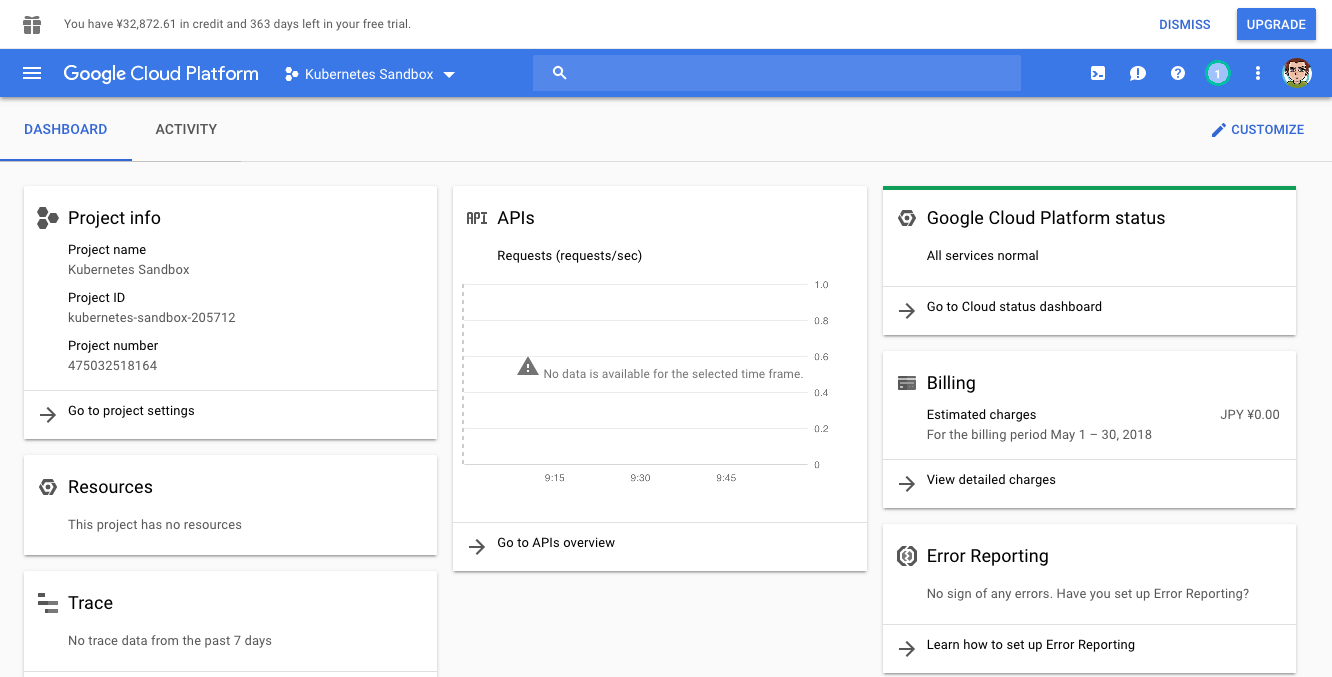 You have ¥32,872.61 in credit and 363 days left in your free trial.
DISMISS
UPGRADE
Google Cloud Platform
Kubernetes Sandbox
1
DASHBOARD
ACTIVITY
CUSTOMIZE
Project info
Project name
Kubernetes Sandbox
Project ID
kubernetes-sandbox-205712
Project number
475032518164
Go to project settings
Resources
This project has no resources
Trace
No trace data from the past 7 days
API APIs
Requests (requests/sec)
1.0
0.8
0.6
No data is available for the selected time frame.
0.4
0.2
0
9:15
9:30
9:45
Go to APIs overview
Google Cloud Platform status
All services normal
Go to Cloud status dashboard
Billing
Estimated charges
JPY ¥0.00
For the billing period May 1 – 30, 2018
View detailed charges
Error Reporting
No sign of any errors. Have you set up Error Reporting?
Learn how to set up Error Reporting